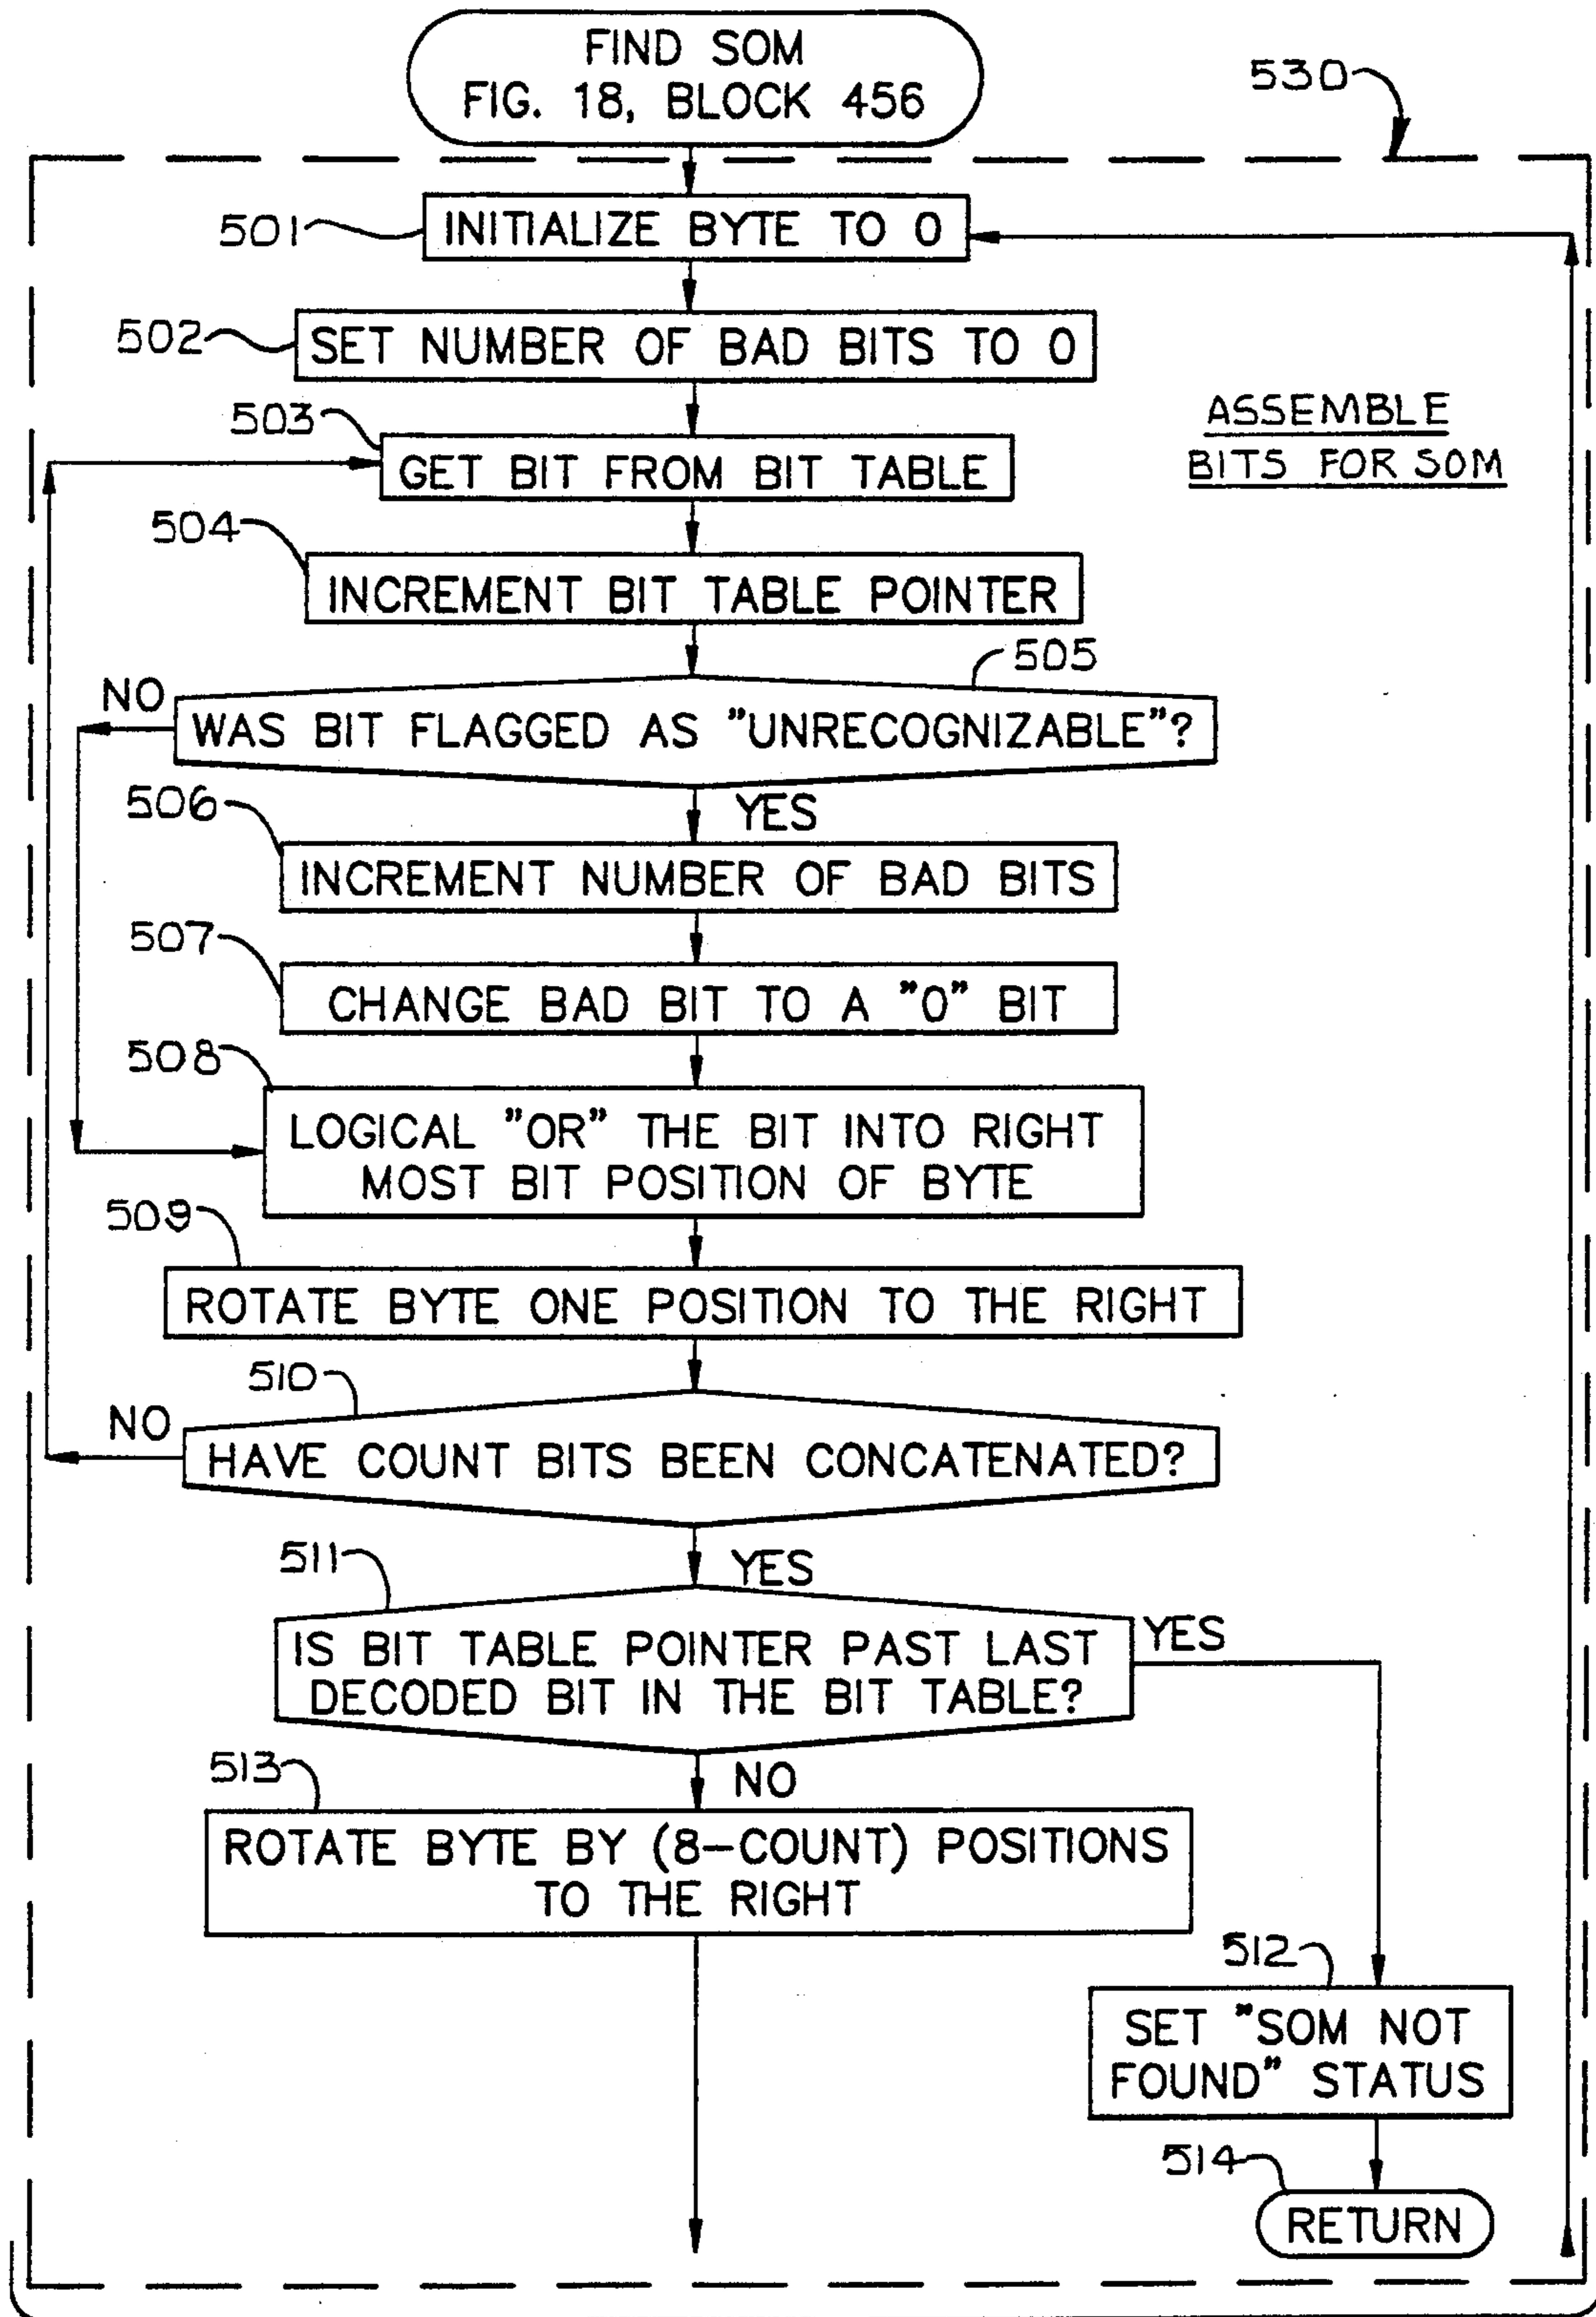 FIND SOM
FIG. 18, BLOCK 456
530
501
INITIALIZE BYTE TO 0
502
SET NUMBER OF BAD BITS TO 0
ASSEMBLE
BITS FOR SOM
503
GET BIT FROM BIT TABLE
504
INCREMENT BIT TABLE POINTER
505
NO
WAS BIT FLAGGED AS "UNRECOGNIZABLE"?
YES
506
INCREMENT NUMBER OF BAD BITS
507
CHANGE BAD BIT TO A "0" BIT
508
LOGICAL "OR" THE BIT INTO RIGHT
MOST BIT POSITION OF BYTE
509
ROTATE BYTE ONE POSITION TO THE RIGHT
510
NO
HAVE COUNT BITS BEEN CONCATENATED?
YES
511
IS BIT TABLE POINTER PAST LAST
DECODED BIT IN THE BIT TABLE?
YES
NO
513
ROTATE BYTE BY (8-COUNT) POSITIONS
TO THE RIGHT
512
SET "SOM NOT
FOUND" STATUS
514
RETURN